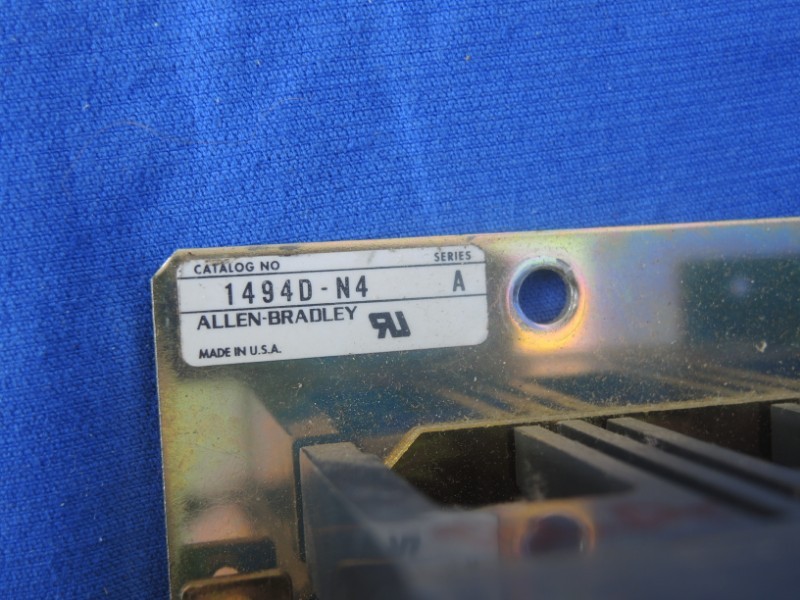 CATALOG NO SERIES
1494D-N4 A
ALLEN-BRADLEY
MADE IN U.S.A.